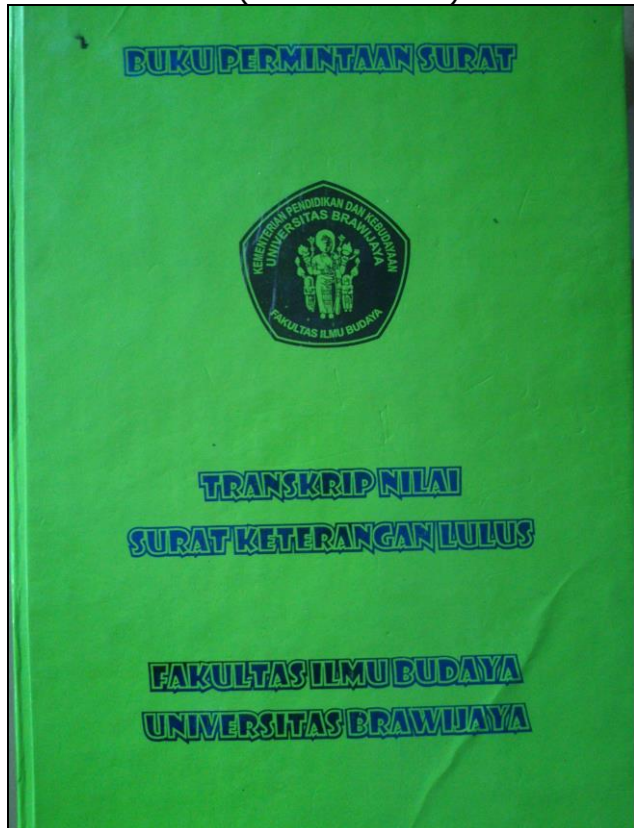 BUKU PERMINTAAN SURAT
KEMENTERIAN PENDIDIKAN DAN KEBUDAYAAN
UNIVERSITAS BRAWIJAYA
FAKULTAS ILMU BUDAYA
TRANSKRIP NILAI
SURAT KETERANGAN LULUS
FAKULTAS ILMU BUDAYA
UNIVERSITAS BRAWIJAYA